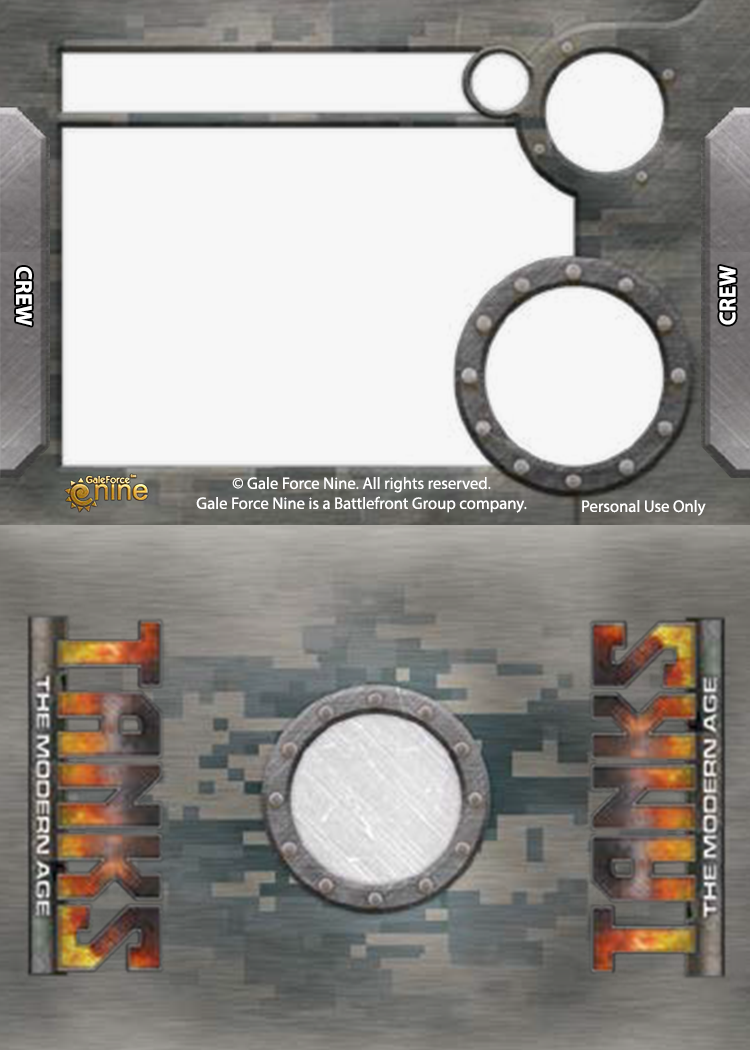 CREW
CREW
GaleForce™
nine
© Gale Force Nine. All rights reserved.
Gale Force Nine is a Battlefront Group company.
Personal Use Only
TANKS
THE MODERN AGE
TANKS
THE MODERN AGE